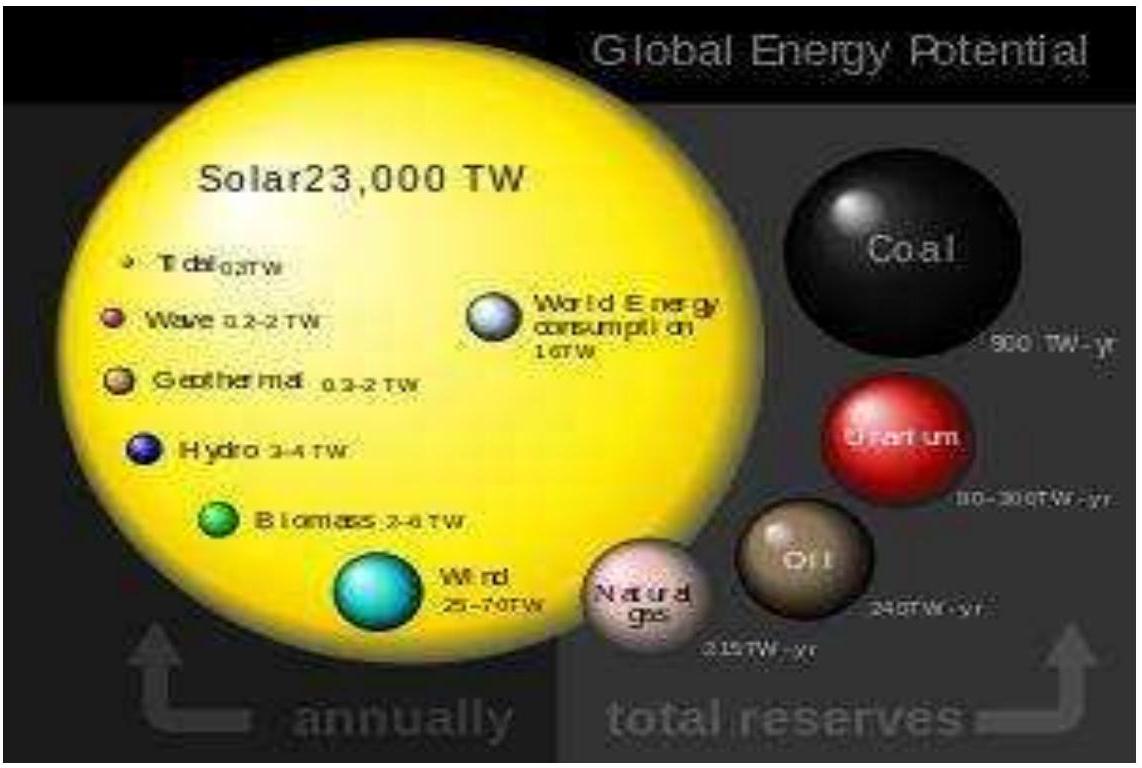 Global Energy Potential
Solar23,000 TW
Tidal
Wave 0.2-2 TW
Geothermal 0.3-2 TW
Hydro 3-4 TW
Biomass 2-6 TW
Wind
25-70TW
World Energy
consumption
16TW
Coal
900 TW-yr
Uranium
90-300TW-yr
Oil
240TW-yr
Natural
gas
215TW-yr
annually
total reserves